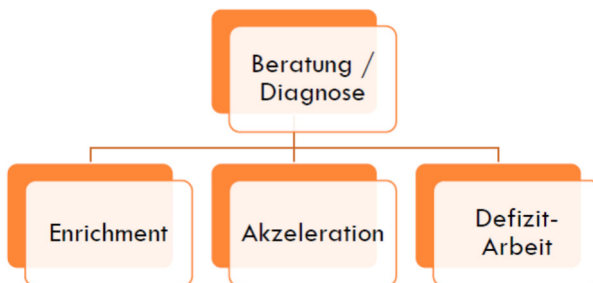 Beratung /
Diagnose
Enrichment
Akzeleration
Defizit-
Arbeit